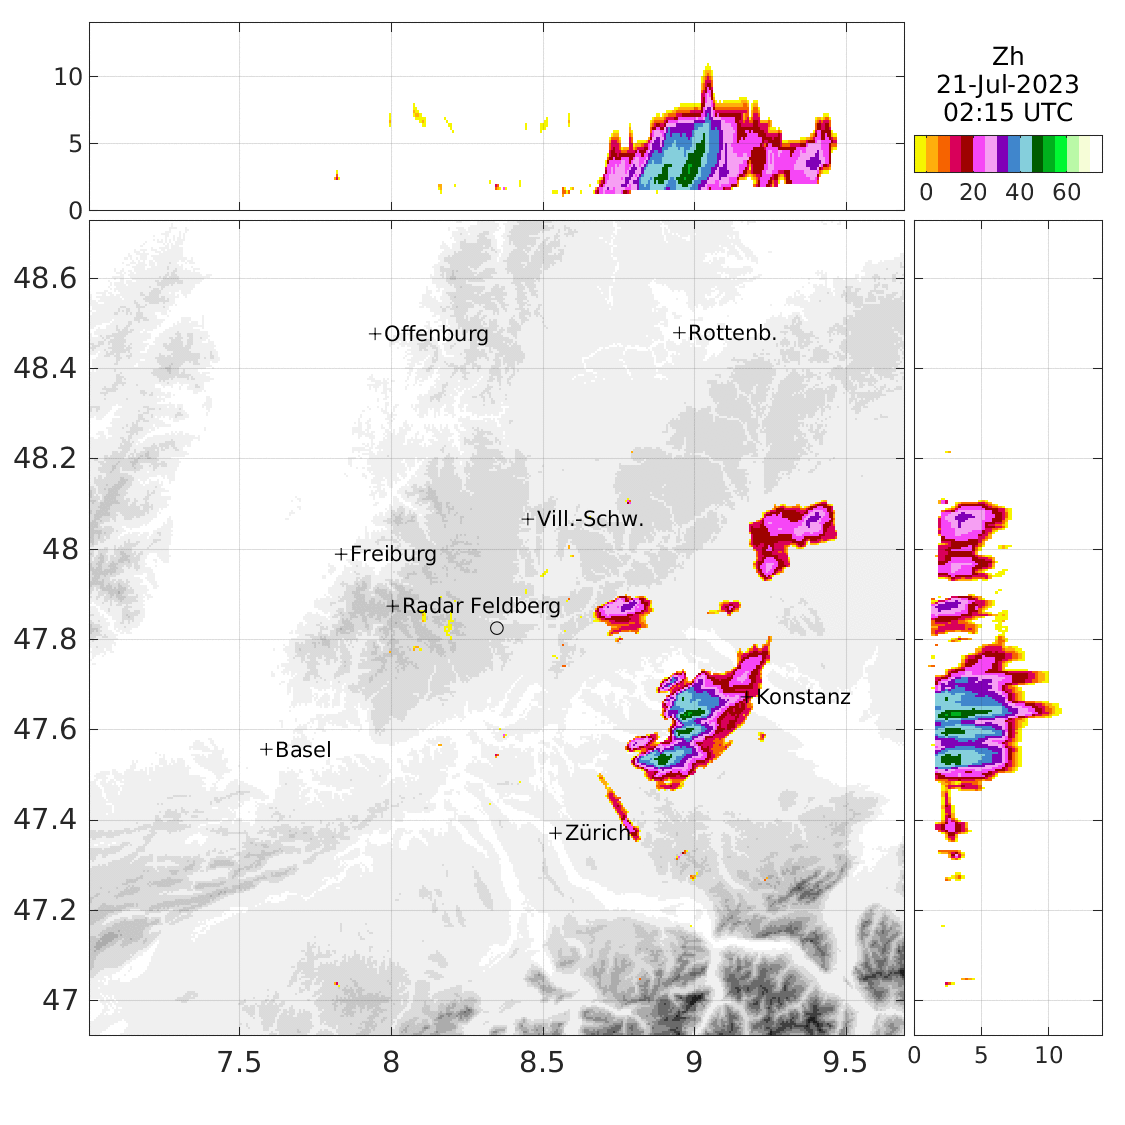 10
5
0
Zh
21-Jul-2023
02:15 UTC
0 20 40 60
48.6
48.4
48.2
48
47.8
47.6
47.4
47.2
47
+Offenburg
+Rottenb.
+Vill.-Schw.
+Freiburg
+Radar Feldberg
+Konstanz
+Basel
+Zürich
7.5 8 8.5 9 9.5
0 5 10